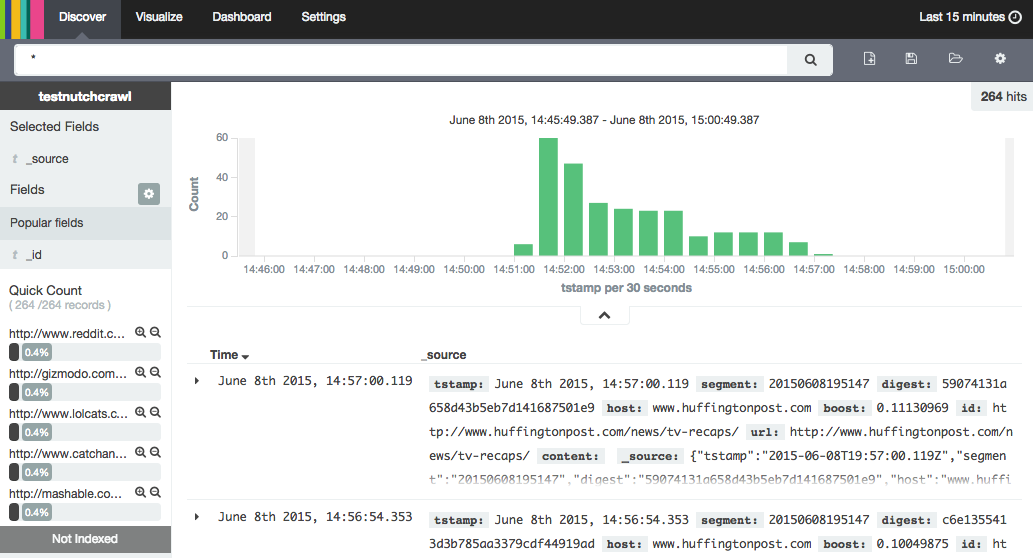 Discover Visualize Dashboard Settings Last 15 minutes
*
testnutchcrawl
264 hits
Selected Fields
t _source
Fields
Popular fields
t _id
Quick Count
( 264 /264 records )
http://www.reddit.c...
0.4%
http://gizmodo.com...
0.4%
http://www.lolcats.c...
0.4%
http://www.catchan...
0.4%
http://mashable.co...
0.4%
Not Indexed
June 8th 2015, 14:45:49.387 - June 8th 2015, 15:00:49.387
Count
60
40
20
0
14:46:00 14:47:00 14:48:00 14:49:00 14:50:00 14:51:00 14:52:00 14:53:00 14:54:00 14:55:00 14:56:00 14:57:00 14:58:00 14:59:00 15:00:00
tstamp per 30 seconds
Time _source
June 8th 2015, 14:57:00.119 tstamp: June 8th 2015, 14:57:00.119 segment: 20150608195147 digest: 59074131a
658d43b5eb7d141687501e9 host: www.huffingtonpost.com boost: 0.11130969 id: ht
tp://www.huffingtonpost.com/news/tv-recaps/ url: http://www.huffingtonpost.com/n
ews/tv-recaps/ content: _source: {"tstamp":"2015-06-08T19:57:00.119Z","segmen
t":"20150608195147","digest":"59074131a658d43b5eb7d141687501e9","host":"www.huffi
June 8th 2015, 14:56:54.353 tstamp: June 8th 2015, 14:56:54.353 segment: 20150608195147 digest: c6e135541
3d3b785aa3379cdf44919ad host: www.huffingtonpost.com boost: 0.10049875 id: ht